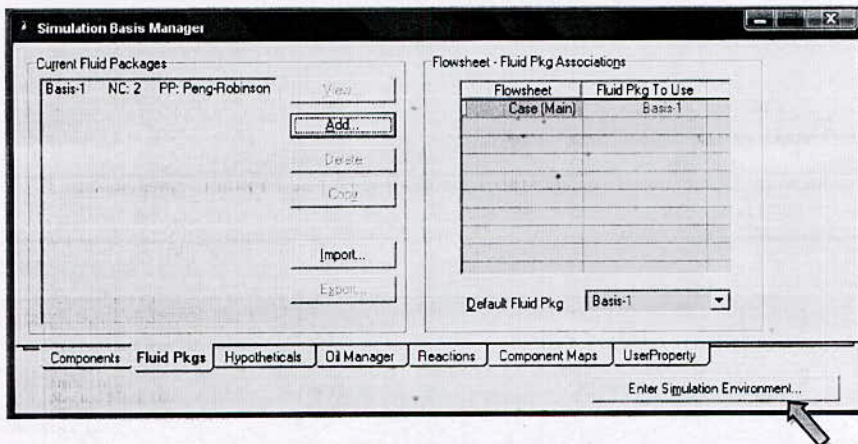 Simulation Basis Manager
Current Fluid Packages
Basis-1 NC: 2 PP: Peng-Robinson
View...
Add...
Delete
Copy
Import...
Export...
Flowsheet - Fluid Pkg Associations
Flowsheet Fluid Pkg To Use
Case (Main) Basis-1
Default Fluid Pkg Basis-1
Components Fluid Pkgs Hypotheticals Oil Manager Reactions Component Maps UserProperty
Enter Simulation Environment...